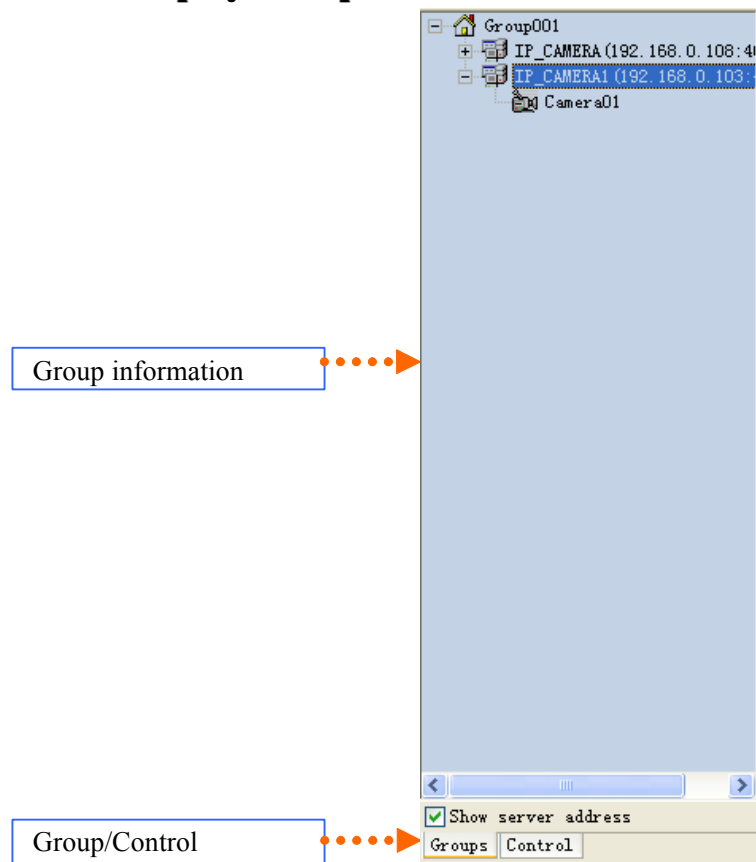 Group001
IP_CAMERA(192.168.0.108:4
IP_CAMERA1(192.168.0.103:
Camera01
Group information
Show server address
Group/Control
Groups Control